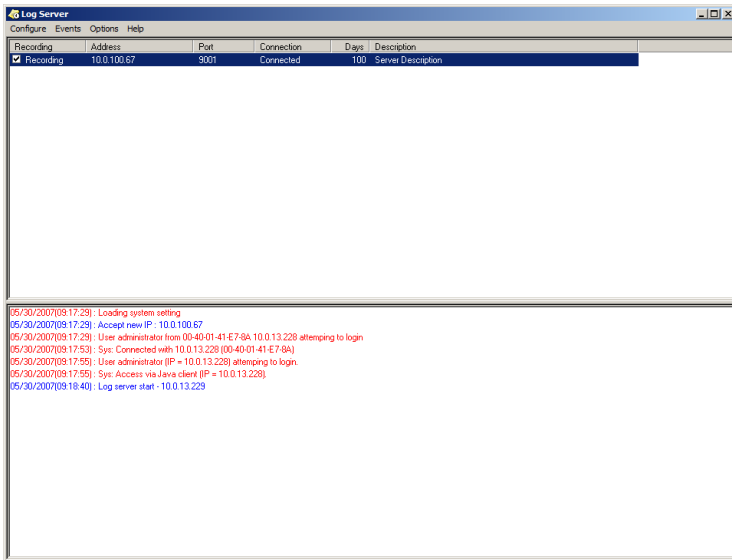 Log Server
Configure Events Options Help
Recording Address Port Connection Days Description
Recording 10.0.100.67 9001 Connected 100 Server Description
05/30/2007(09:17:29) : Loading system setting
05/30/2007(09:17:29) : Accept new IP : 10.0.100.67
05/30/2007(09:17:29) : User administrator from 00-40-01-41-E7-8A 10.0.13.228 attemping to login
05/30/2007(09:17:53) : Sys: Connected with 10.0.13.228 (00-40-01-41-E7-8A)
05/30/2007(09:17:55) : User administrator (IP = 10.0.13.228) attemping to login.
05/30/2007(09:17:55) : Sys: Access via Java client (IP = 10.0.13.228).
05/30/2007(09:18:40) : Log server start - 10.0.13.229